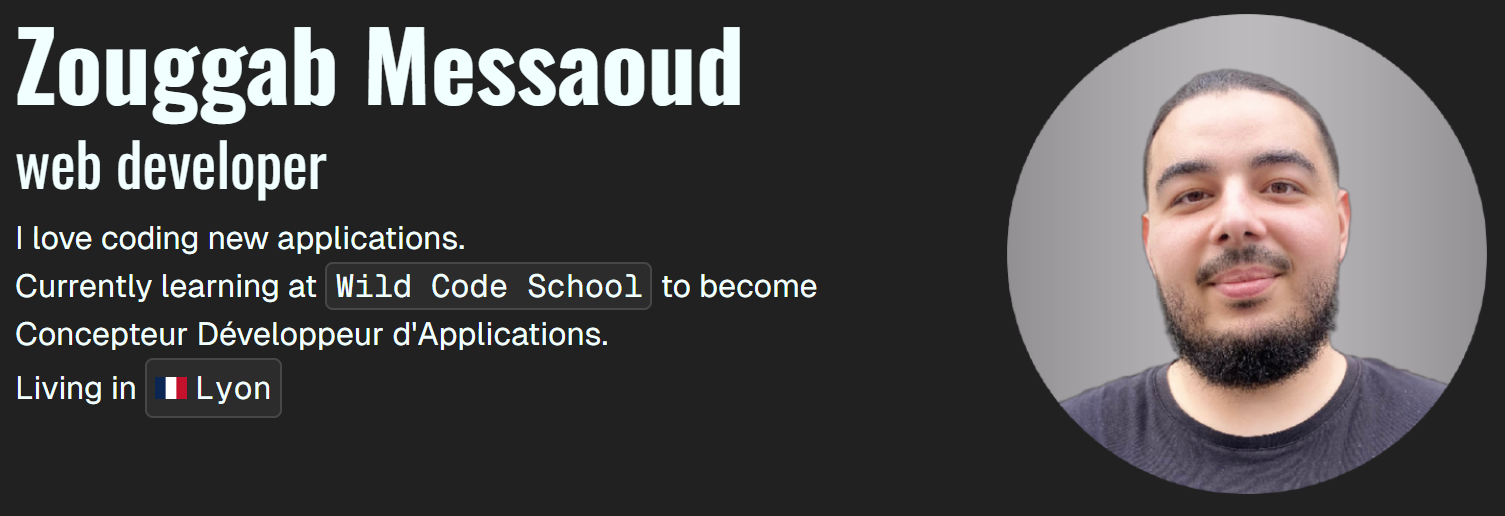 Zouggab Messaoud
web developer
I love coding new applications.
Currently learning at Wild Code School to become
Concepteur Développeur d'Applications.
Living in 🇫🇷 Lyon